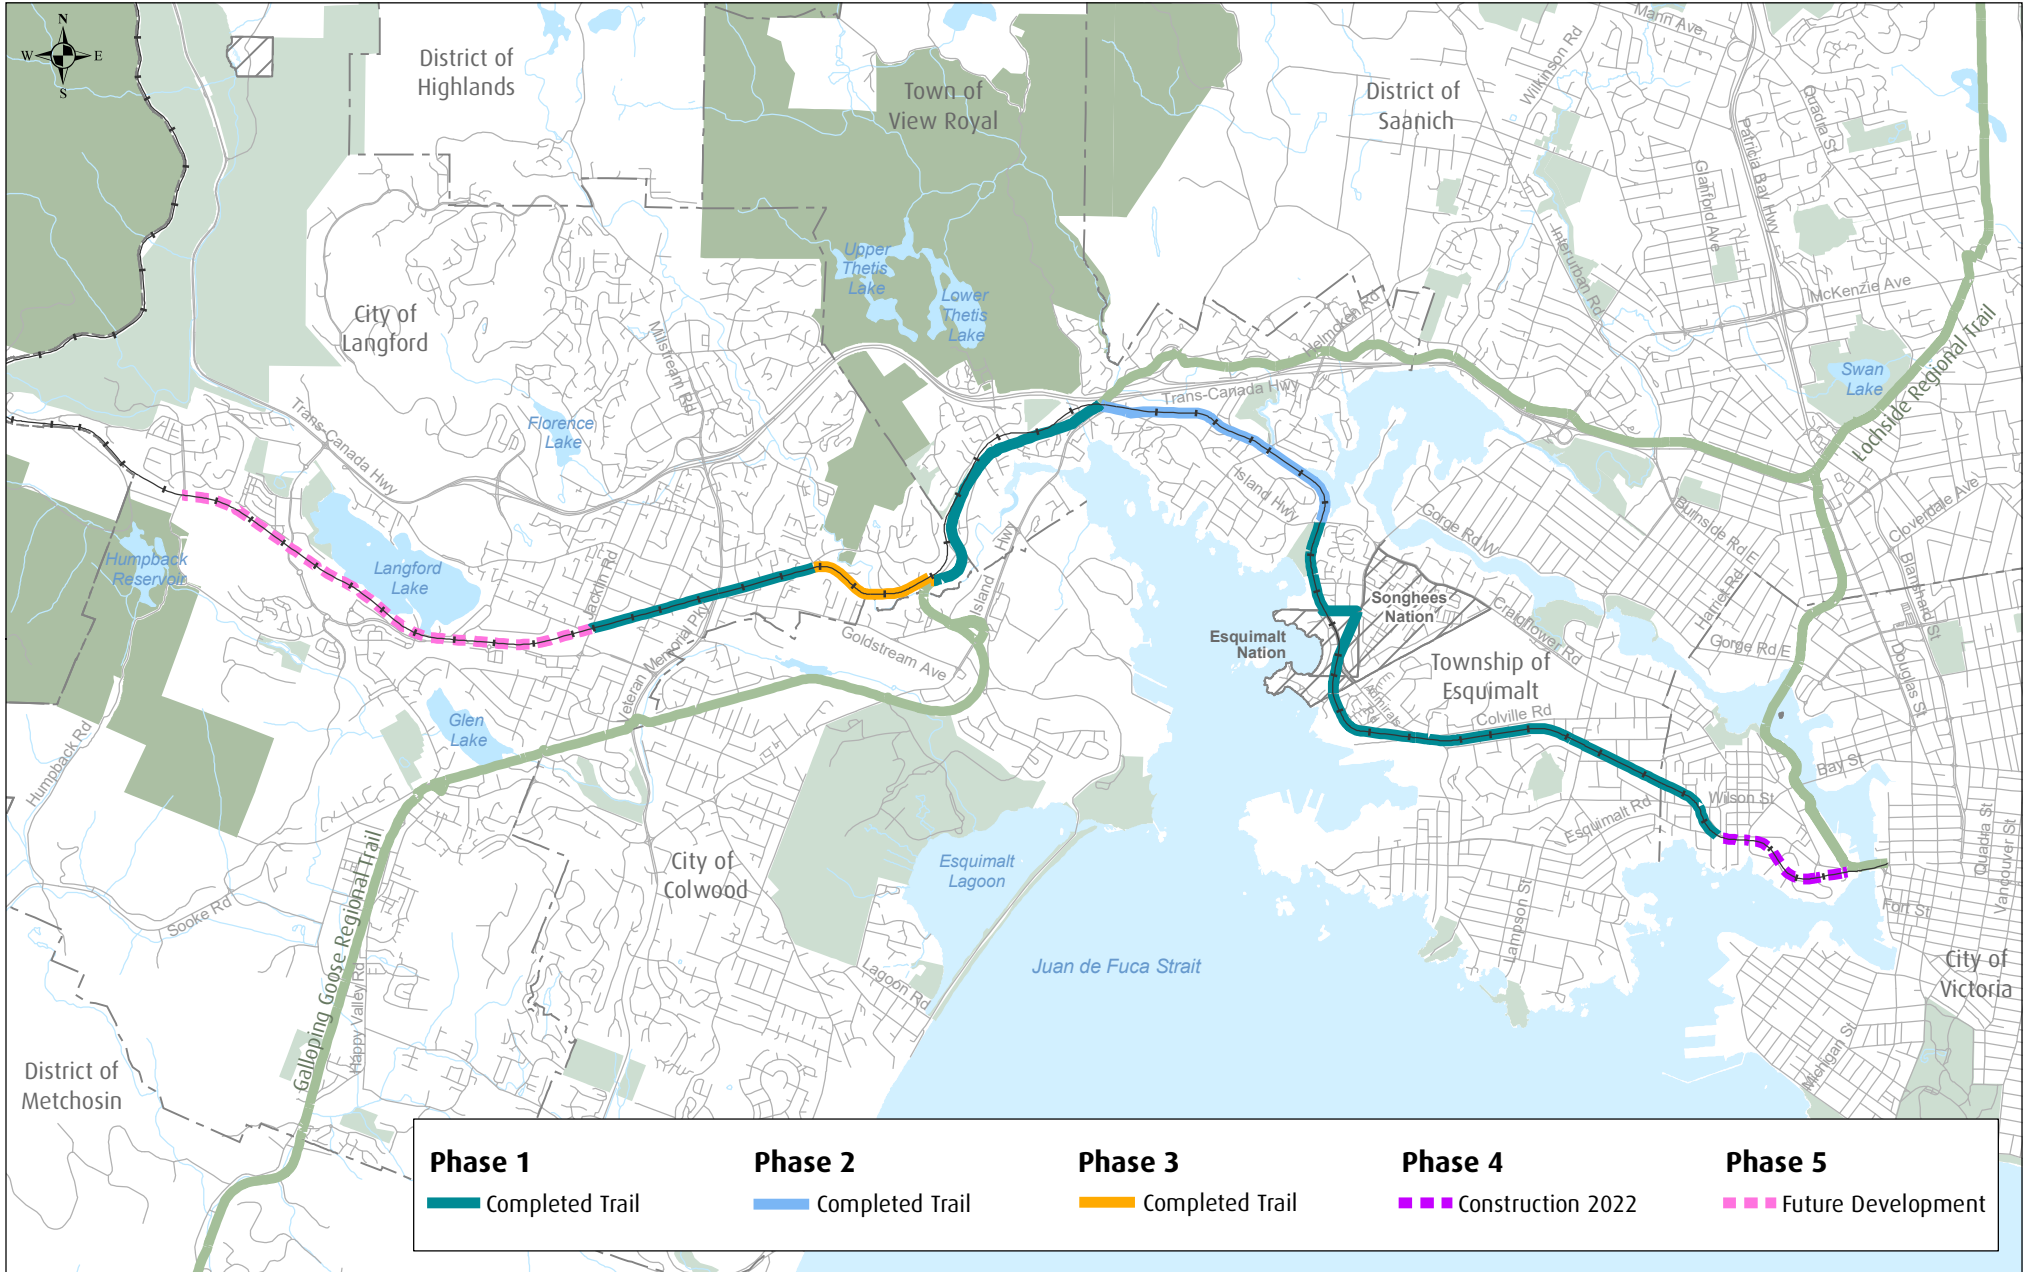 N
W
E
S
District of
Highlands
Town of
View Royal
District of
Saanich
Mann Ave
Wilkinson Rd
Quadra St
Patricia Bay Hwy
Glanford Ave
Interurban Rd
McKenzie Ave
Upper
Thetis
Lake
Lower
Thetis
Lake
City of
Langford
Millstream Rd
Helmcken Rd
Trans-Canada Hwy
Swan
Lake
Lochside Regional Trail
Trans-Canada Hwy
Florence
Lake
Island Hwy
Gorge Rd W
Burnside Rd E
Cloverdale Ave
Humpback
Reservoir
Langford
Lake
Jacklin Rd
Island Hwy
Songhees
Nation
Esquimalt
Nation
Craigflower Rd
Harriet Rd
Blanshard St
Gorge Rd E
Douglas St
Veteran Memorial Pky
Goldstream Ave
Township of
Esquimalt
Admirals
Rd
Colville Rd
Glen
Lake
Humpback Rd
Bay St
Wilson St
Esquimalt Rd
Quadra St
Vancouver St
City of
Colwood
Esquimalt
Lagoon
Sooke Rd
Lampson St
Fort St
Galloping Goose Regional Trail
Happy Valley Rd
Lagoon Rd
Juan de Fuca Strait
City of
Victoria
Michigan St
District of
Metchosin
Phase 1
Completed Trail
Phase 2
Completed Trail
Phase 3
Completed Trail
Phase 4
Construction 2022
Phase 5
Future Development